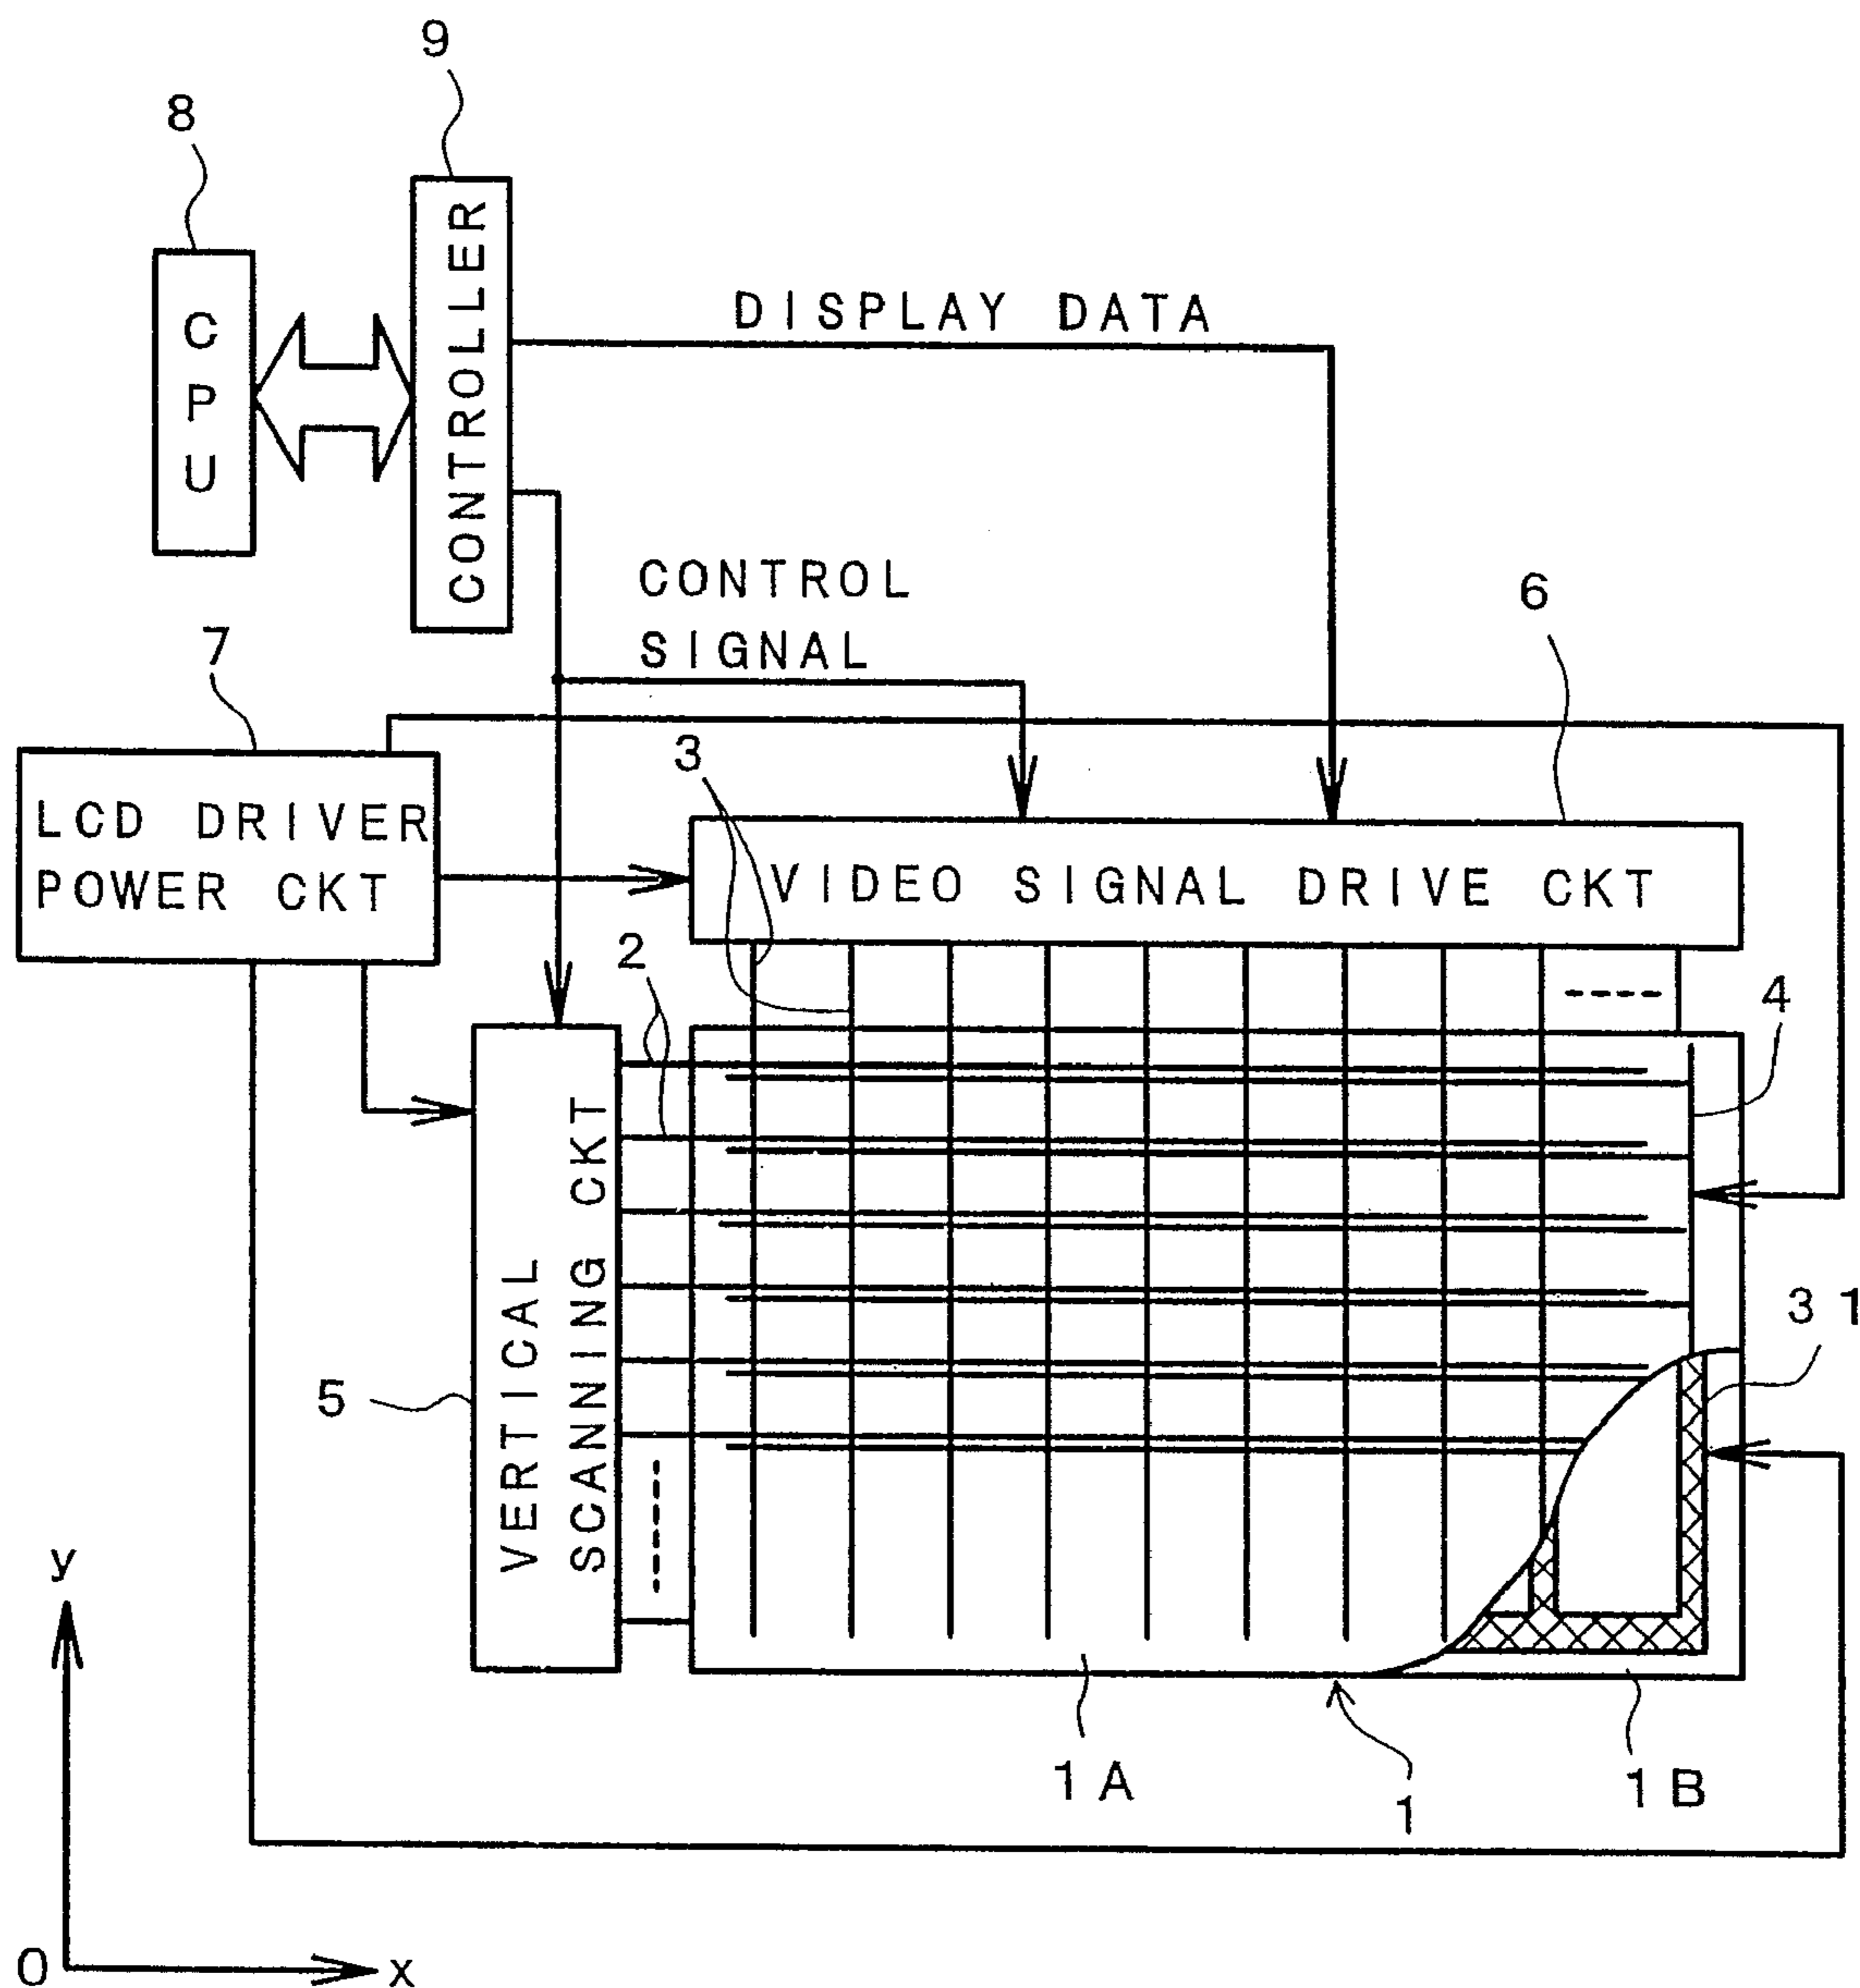 9
8
CONTROLLER
CPU
DISPLAY DATA
CONTROL
SIGNAL
6
7
3
LCD DRIVER
POWER CKT
VIDEO SIGNAL DRIVE CKT
2
4
VERTICAL
SCANNING CKT
31
5
y
1A
1
1B
O
x